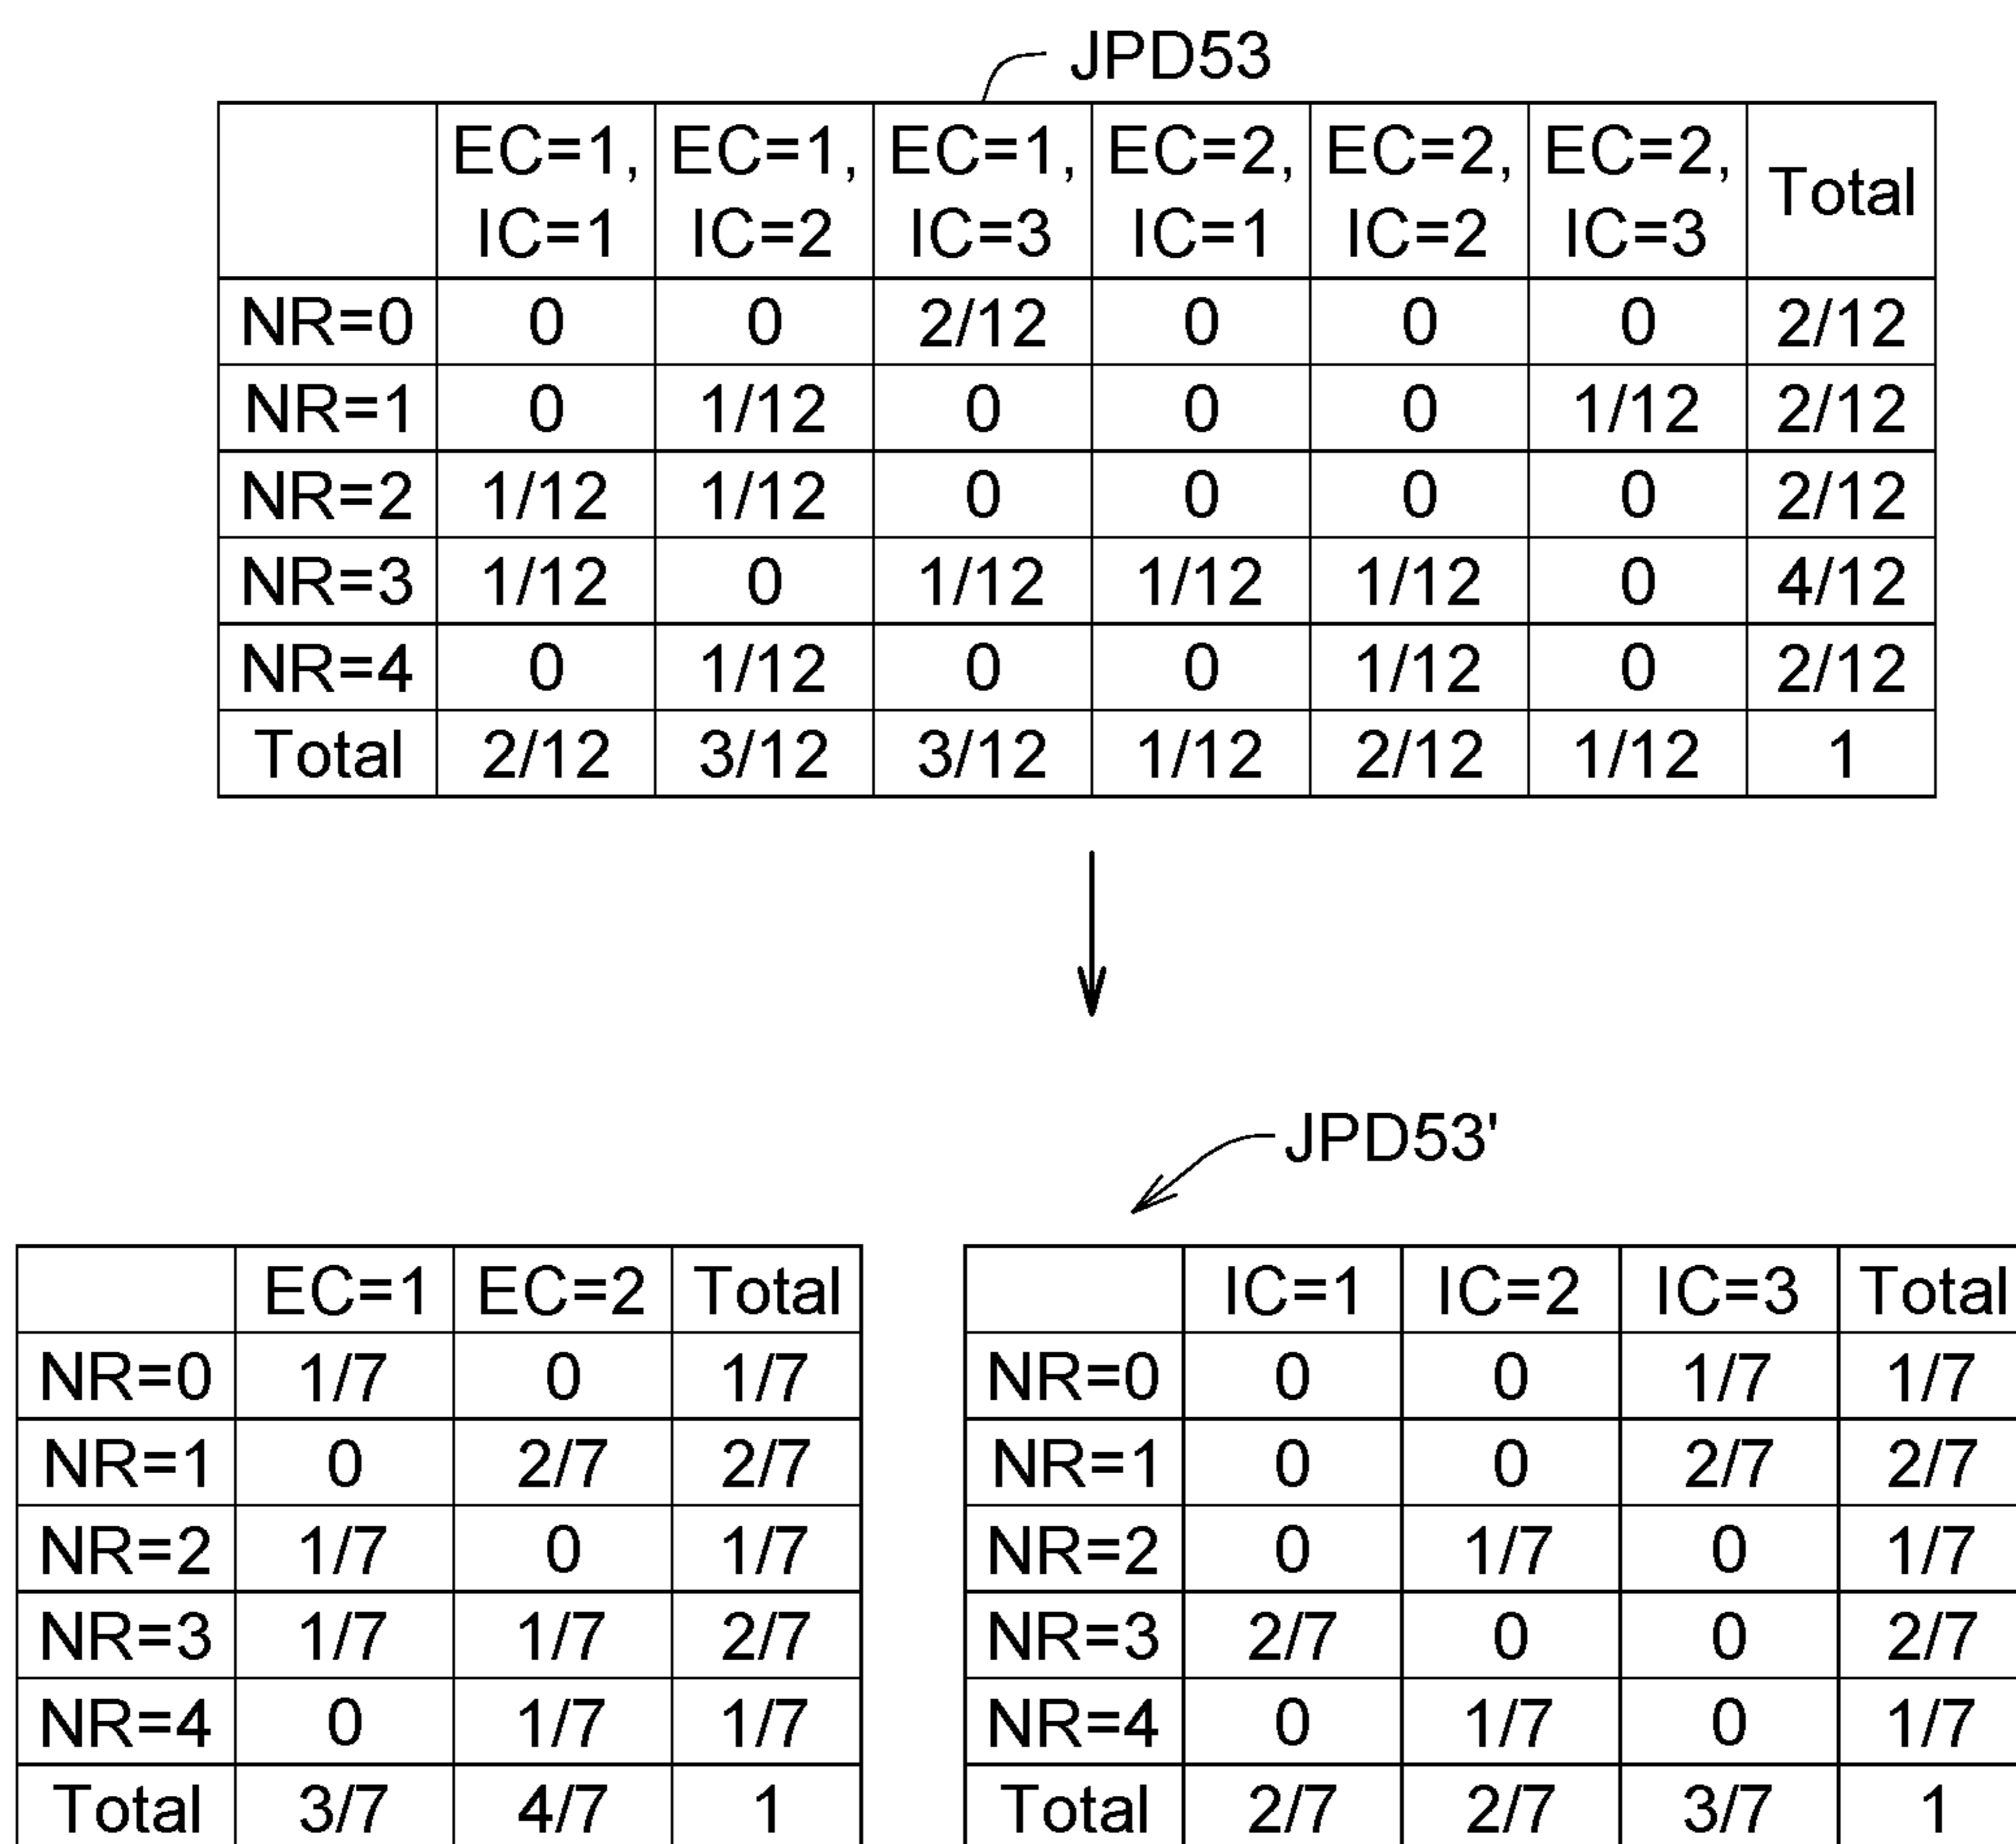 JPD53
EC=1, IC=1 EC=1, IC=2 EC=1, IC=3 EC=2, IC=1 EC=2, IC=2 EC=2, IC=3 Total
NR=0 0 0 2/12 0 0 0 2/12
NR=1 0 1/12 0 0 0 1/12 2/12
NR=2 1/12 1/12 0 0 0 0 2/12
NR=3 1/12 0 1/12 1/12 1/12 0 4/12
NR=4 0 1/12 0 0 1/12 0 2/12
Total 2/12 3/12 3/12 1/12 2/12 1/12 1
JPD53'
EC=1 EC=2 Total
NR=0 1/7 0 1/7
NR=1 0 2/7 2/7
NR=2 1/7 0 1/7
NR=3 1/7 1/7 2/7
NR=4 0 1/7 1/7
Total 3/7 4/7 1
IC=1 IC=2 IC=3 Total
NR=0 0 0 1/7 1/7
NR=1 0 0 2/7 2/7
NR=2 0 1/7 0 1/7
NR=3 2/7 0 0 2/7
NR=4 0 1/7 0 1/7
Total 2/7 2/7 3/7 1